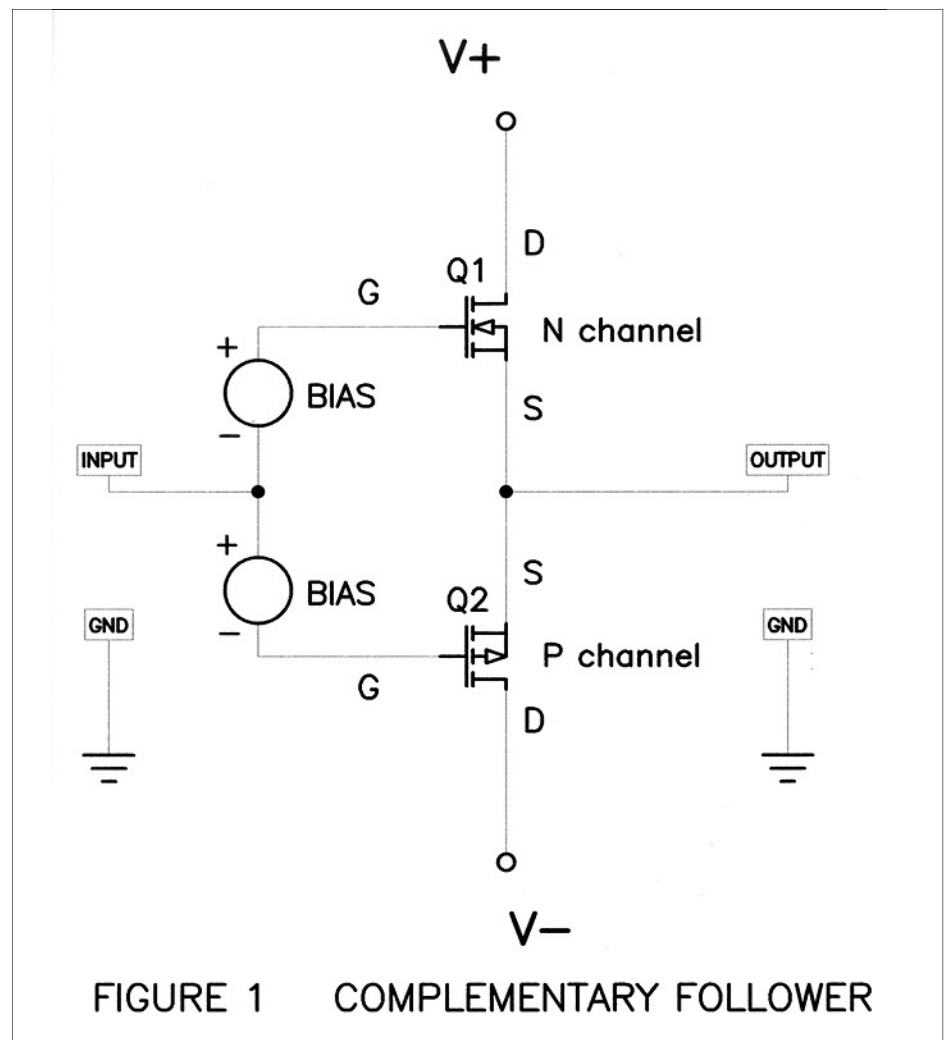 V+
D
Q1
G
N channel
+
BIAS
S
−
INPUT
OUTPUT
+
S
BIAS
Q2
GND
GND
−
P channel
G
D
V−
FIGURE 1 COMPLEMENTARY FOLLOWER